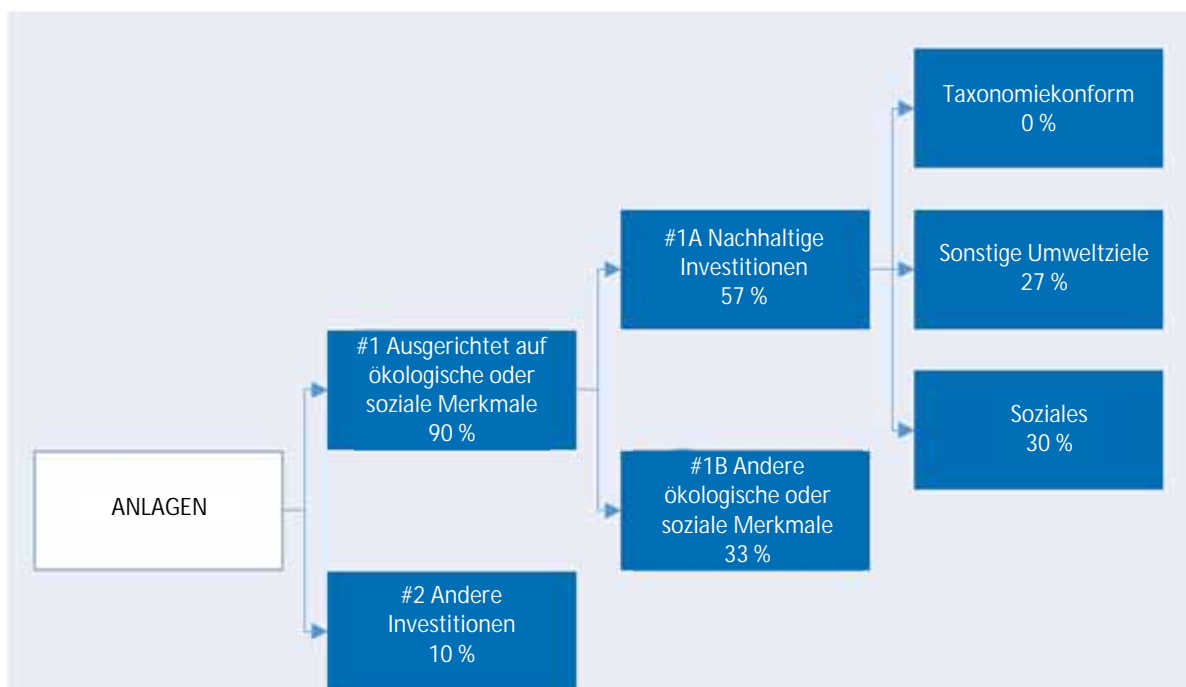 ANLAGEN
#1 Ausgerichtet auf
ökologische oder
soziale Merkmale
90 %
#2 Andere
Investitionen
10 %
#1A Nachhaltige
Investitionen
57 %
#1B Andere
ökologische oder
soziale Merkmale
33 %
Taxonomiekonform
0 %
Sonstige Umweltziele
27 %
Soziales
30 %